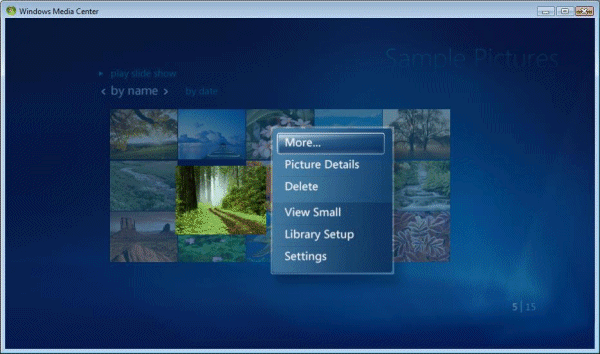 Windows Media Center
Sample Pictures
play slide show
by name by date
More...
Picture Details
Delete
View Small
Library Setup
Settings
5 | 15